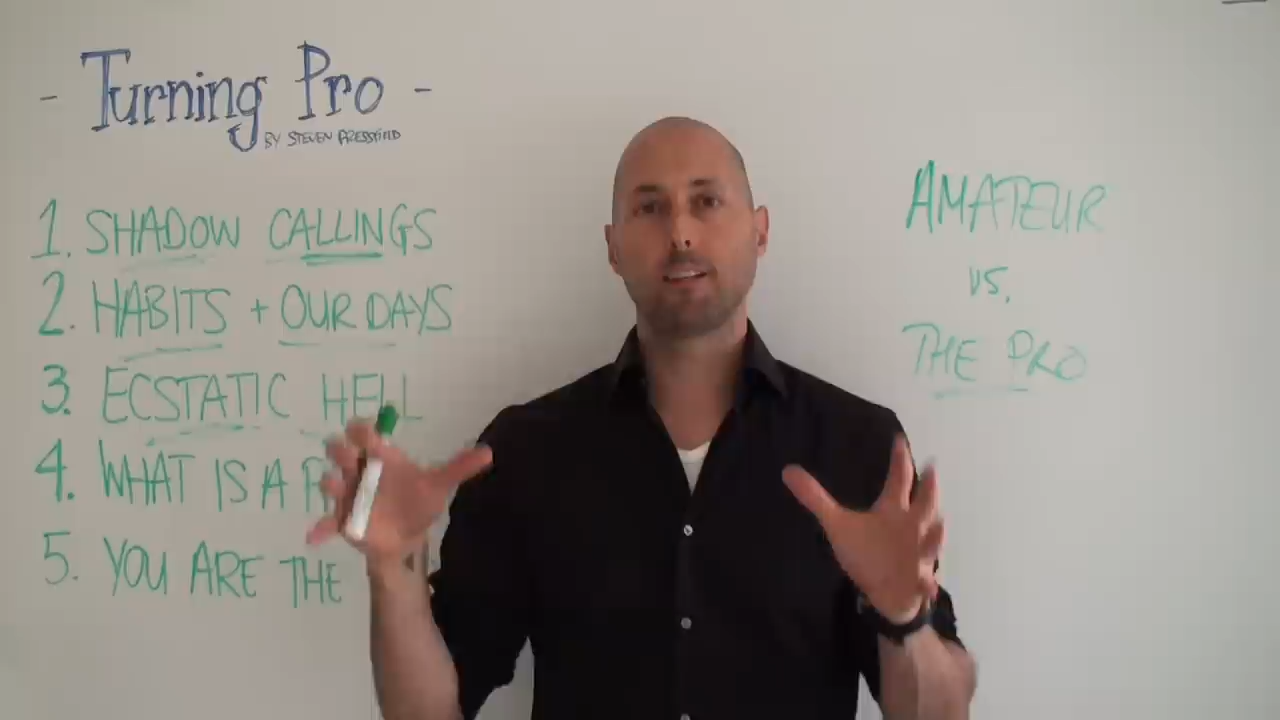 - Turning Pro -
BY STEVEN PRESSFIELD
1. SHADOW CALLINGS
2. HABITS + OUR DAYS
3. ECSTATIC HELL
4. WHAT IS A
5. YOU ARE THE
AMATEUR
VS.
THE PRO